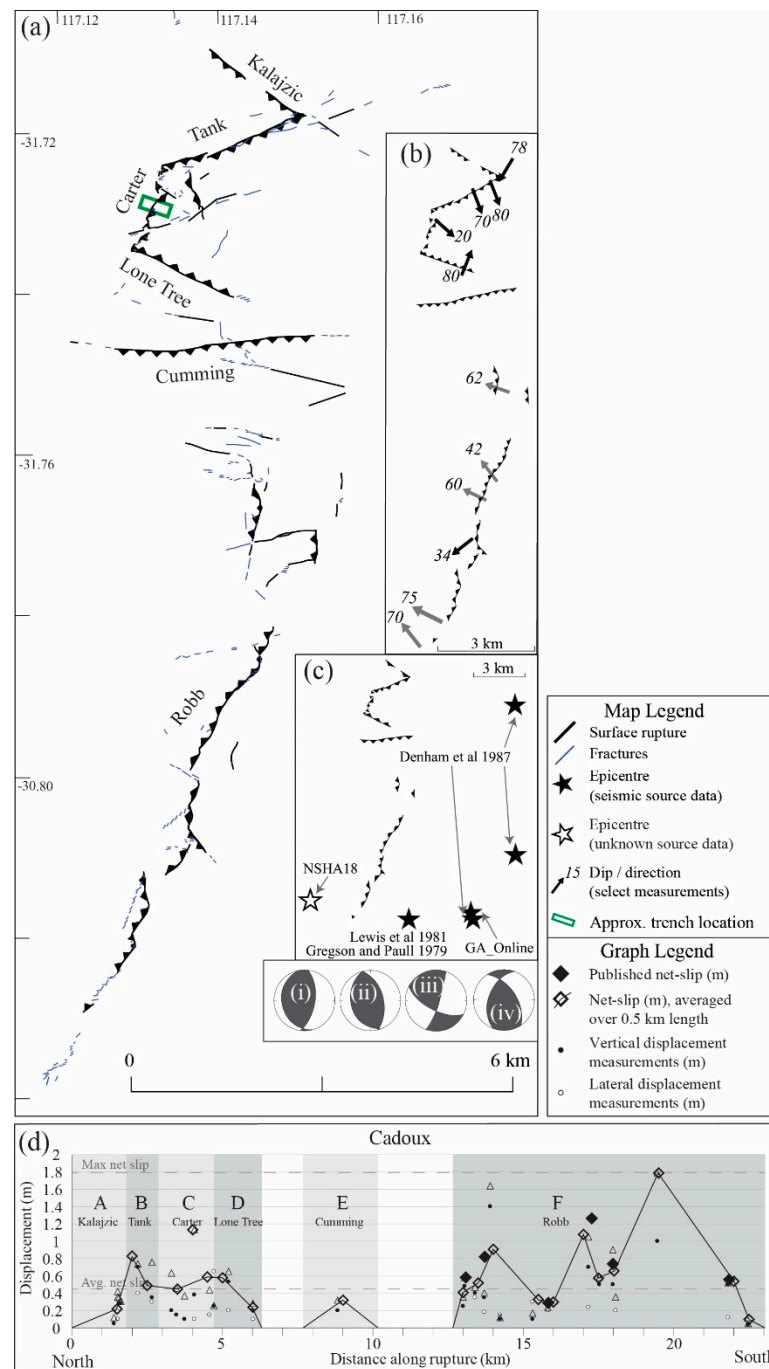 117.12 117.14 117.16
(a)
Kalajzic
Tank
-31.72
Carter
Lone Tree
Cumming
-31.76
Robb
-30.80
0 6 km
(b)
78
70 80
20
80
62
42
60
34
75
70
3 km
(c)
3 km
Denham et al 1987
NSHA18
Lewis et al 1981
Gregson and Paull 1979
GA_Online
(i) (ii) (iii) (iv)
Map Legend
Surface rupture
Fractures
Epicentre
(seismic source data)
Epicentre
(unknown source data)
15 Dip / direction
(select measurements)
Approx. trench location
Graph Legend
Published net-slip (m)
Net-slip (m), averaged
over 0.5 km length
Vertical displacement
measurements (m)
Lateral displacement
measurements (m)
(d) Cadoux
Displacement (m)
2
1.8
1.6
1.4
1.2
1
0.8
0.6
0.4
0.2
0
Max net slip
Avg. net slip
A B C D E F
Kalajzic Tank Carter Lone Tree Cumming Robb
0 5 10 15 20
North Distance along rupture (km) South